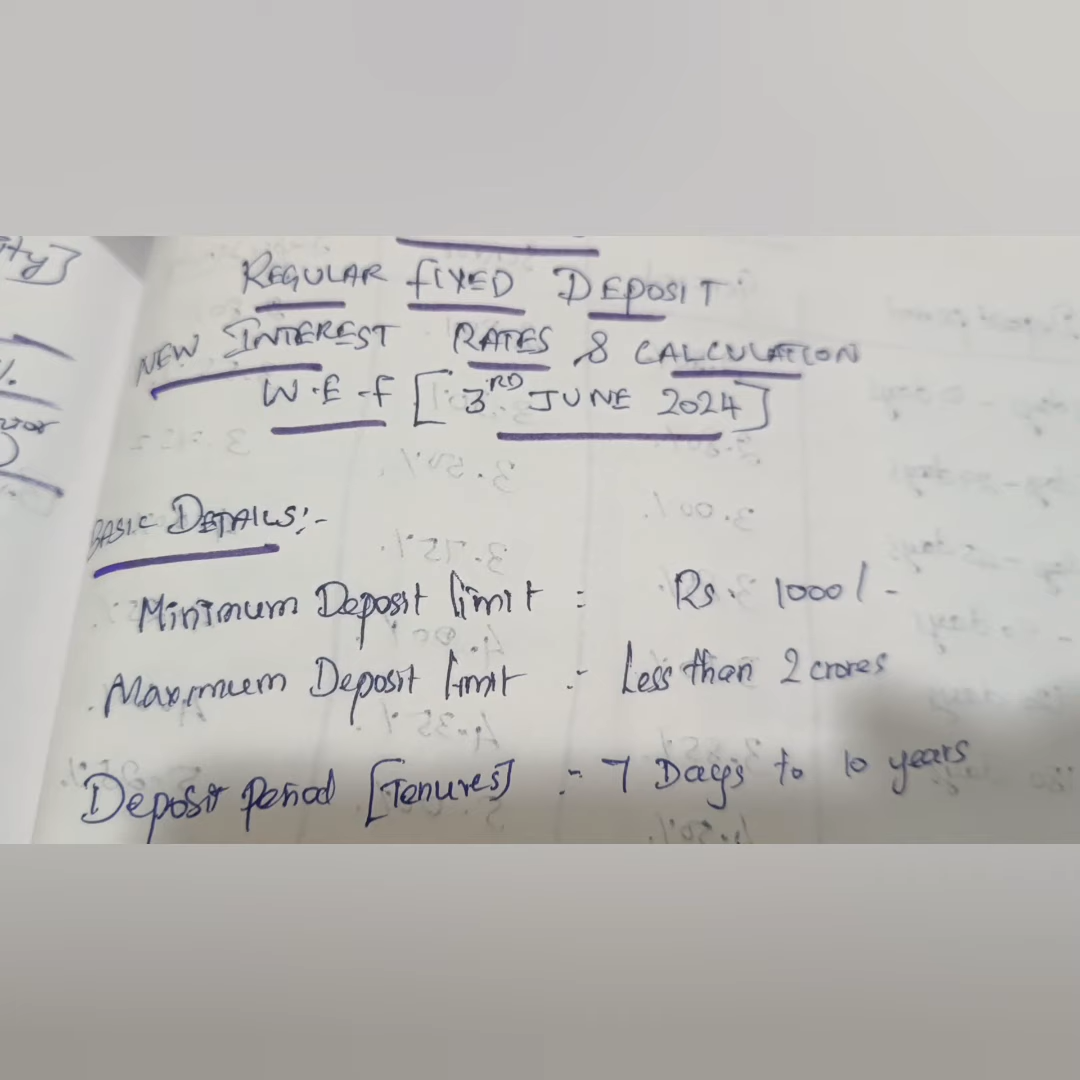 ity]
REGULAR FIXED DEPOSIT
NEW INTEREST RATES & CALCULATION
W.E.F [3RD JUNE 2024]
BASIC DETAILS:-
Minimum Deposit limit : Rs. 1000/-
Maximum Deposit limit :- Less than 2 crores
Deposit Period [Tenures] :- 7 Days to 10 years